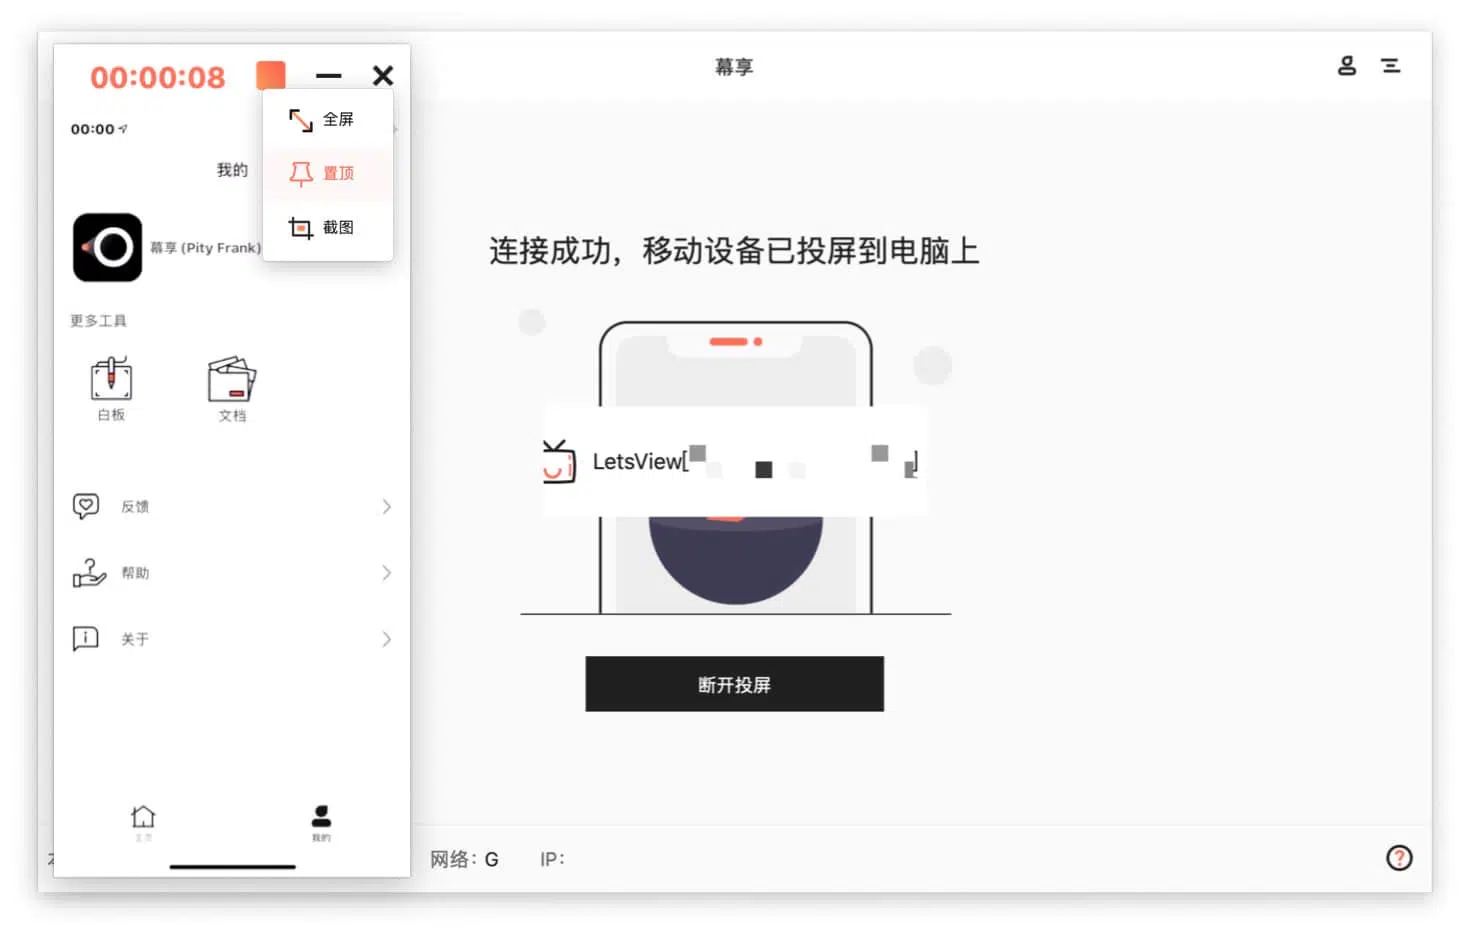 幕享
00:00:08
00:00
我的
全屏
置顶
截图
幕享 (Pity Frank)
更多工具
白板
文档
反馈
帮助
关于
主页
我的
连接成功，移动设备已投屏到电脑上
LetsView[ ]
断开投屏
网络：G
IP：